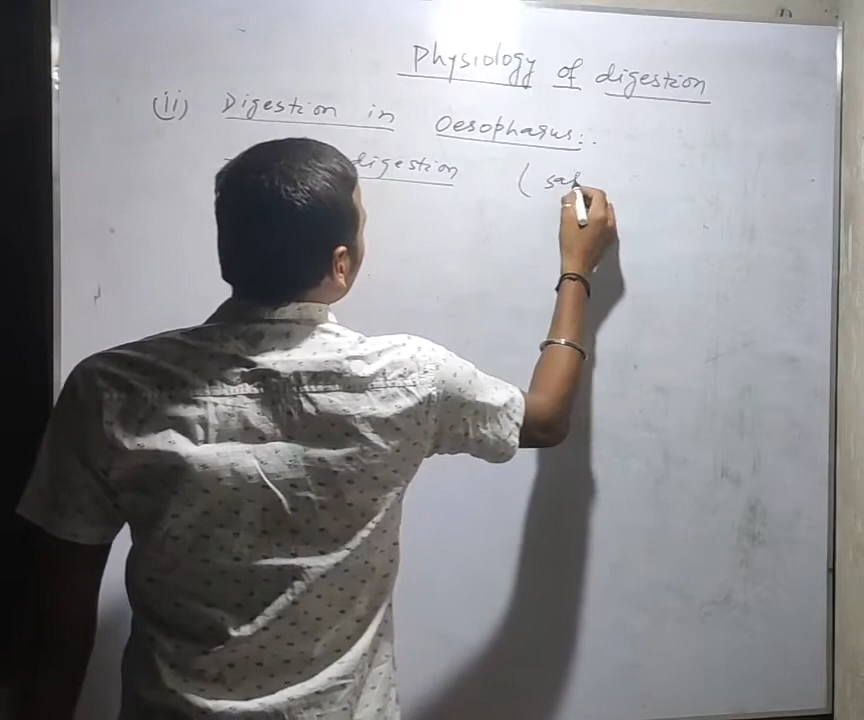 Physiology of digestion
(ii) Digestion in Oesophagus:.
digestion (